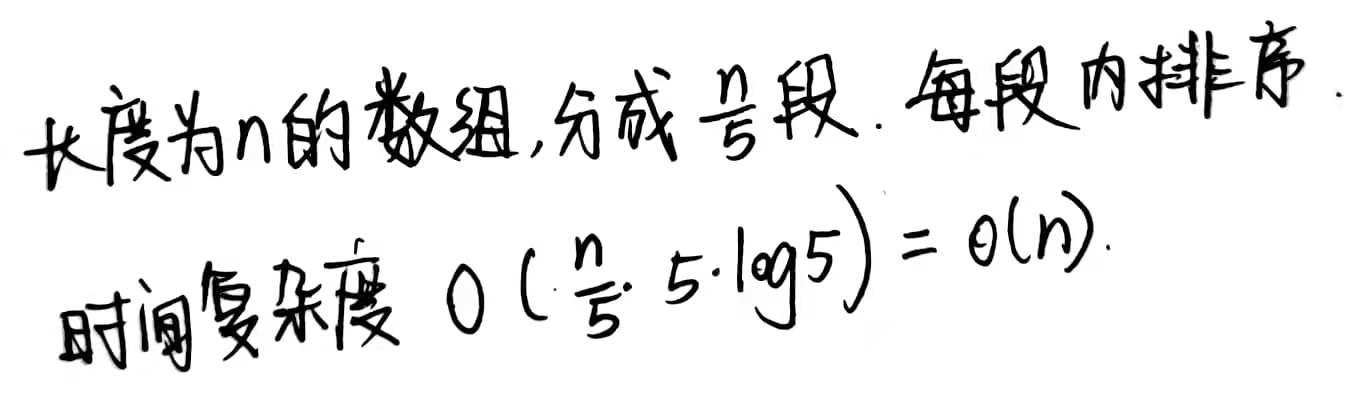 长度为n的数组,分成 n/5 段. 每段内排序.
时间复杂度 O(n/5·5·log5)=O(n).